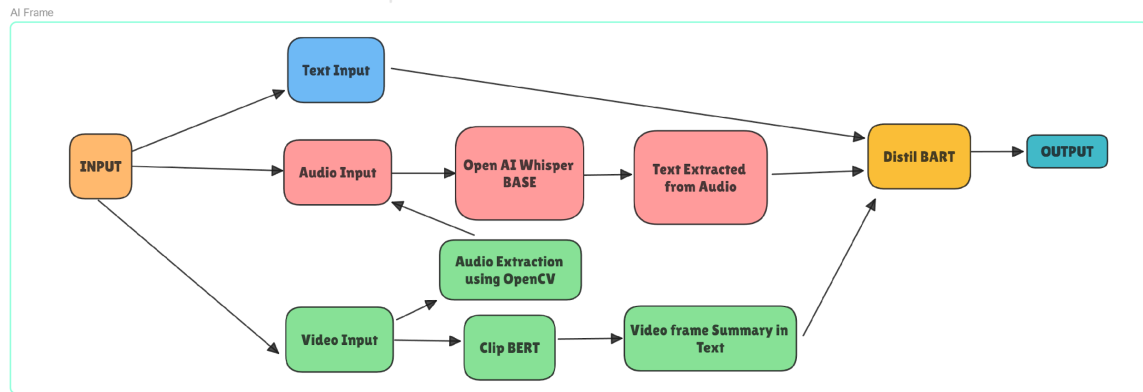 AI Frame
Text Input
INPUT
Audio Input
Open AI Whisper
BASE
Text Extracted
from Audio
Distil BART
OUTPUT
Audio Extraction
using OpenCV
Video Input
Clip BERT
Video frame Summary in
Text